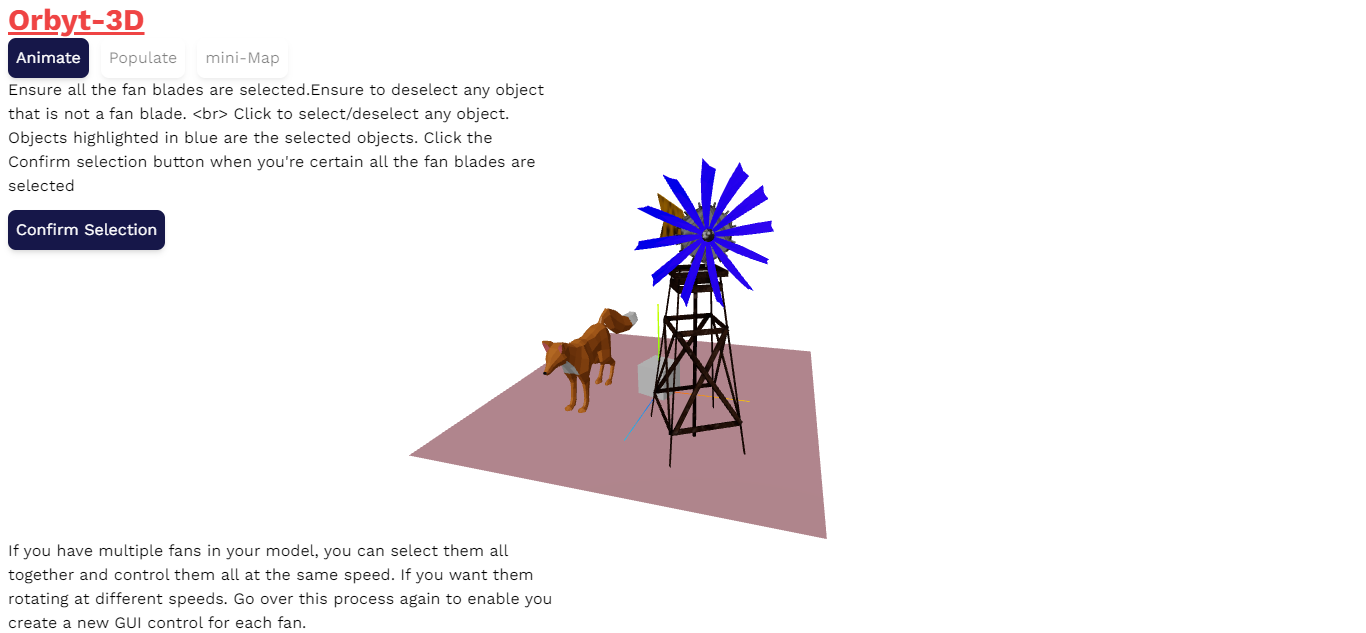 Orbyt-3D
Animate
Populate
mini-Map
Ensure all the fan blades are selected.Ensure to deselect any object
that is not a fan blade. <br> Click to select/deselect any object.
Objects highlighted in blue are the selected objects. Click the
Confirm selection button when you're certain all the fan blades are
selected
Confirm Selection
If you have multiple fans in your model, you can select them all
together and control them all at the same speed. If you want them
rotating at different speeds. Go over this process again to enable you
create a new GUI control for each fan.